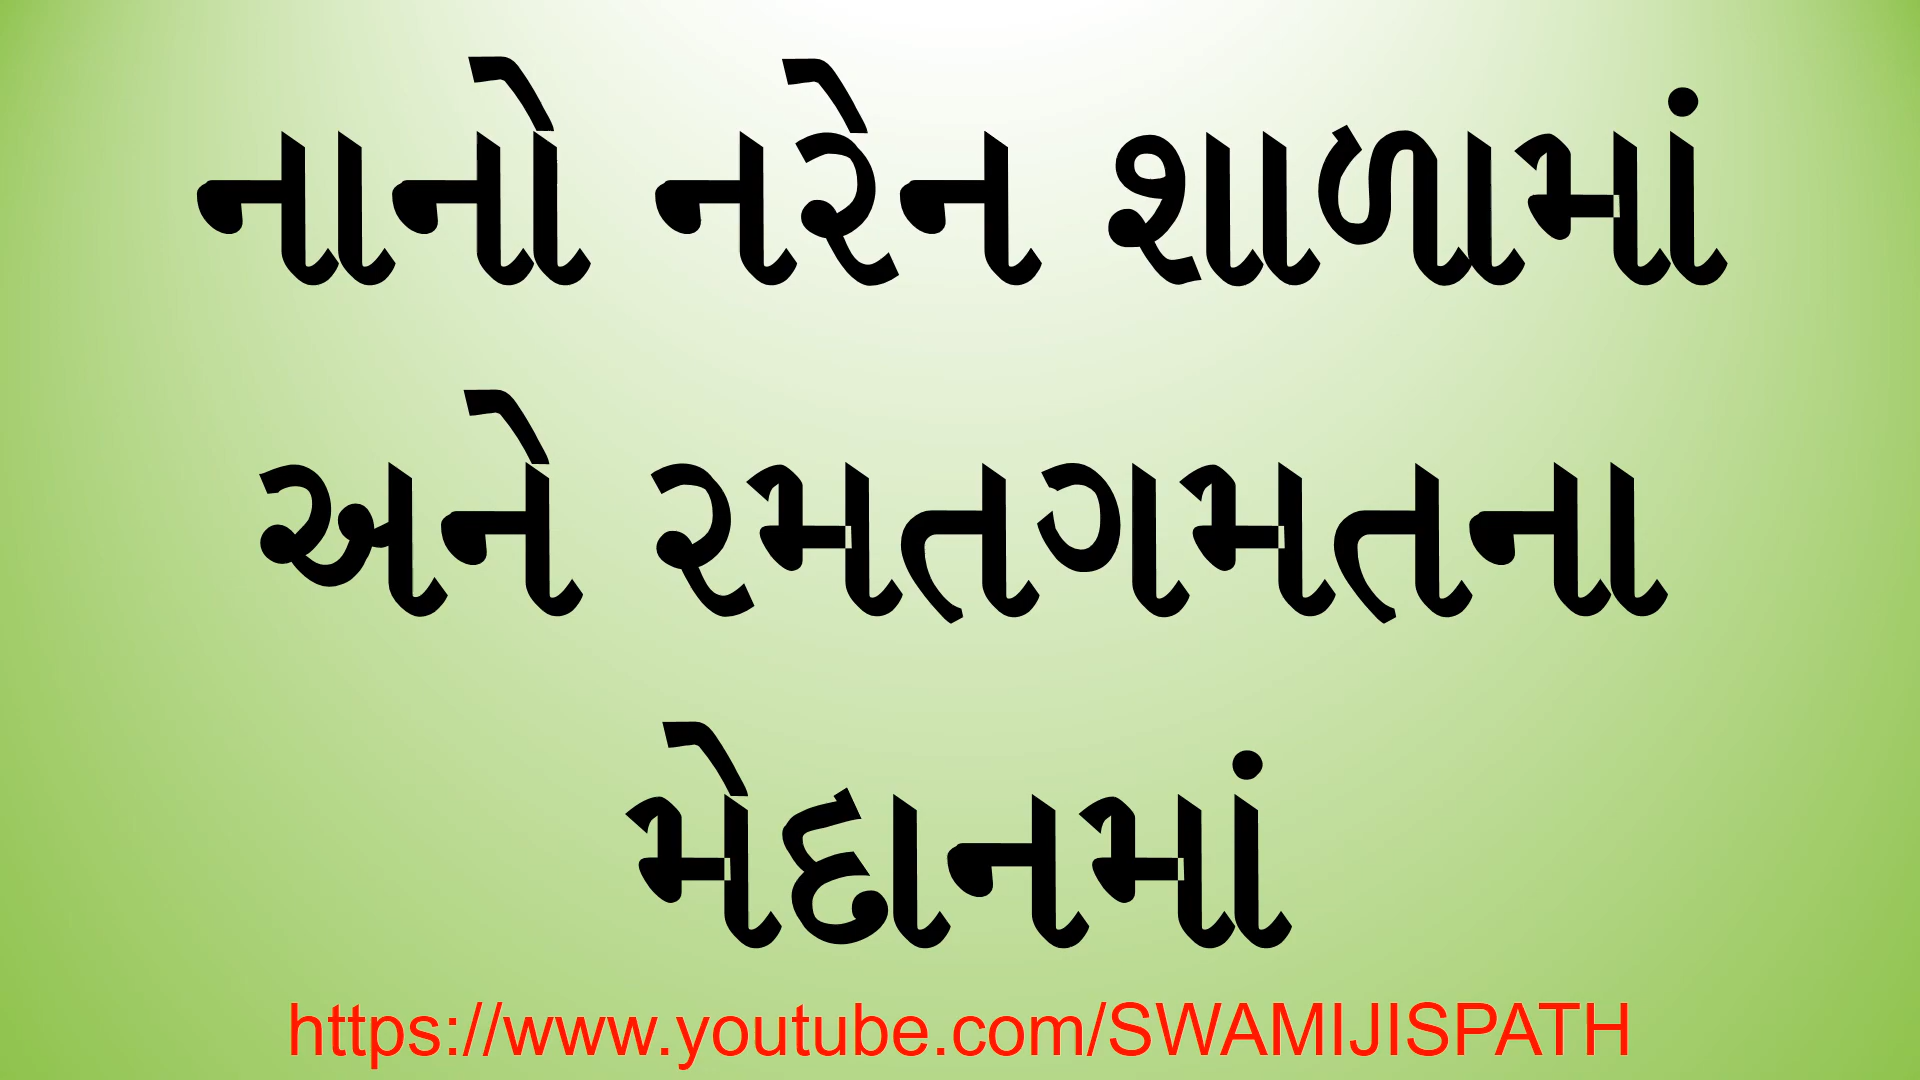 નાનો નરેન શાળામાં
અને રમતગમતના
મેદાનમાં
https://www.youtube.com/SWAMIJISPATH